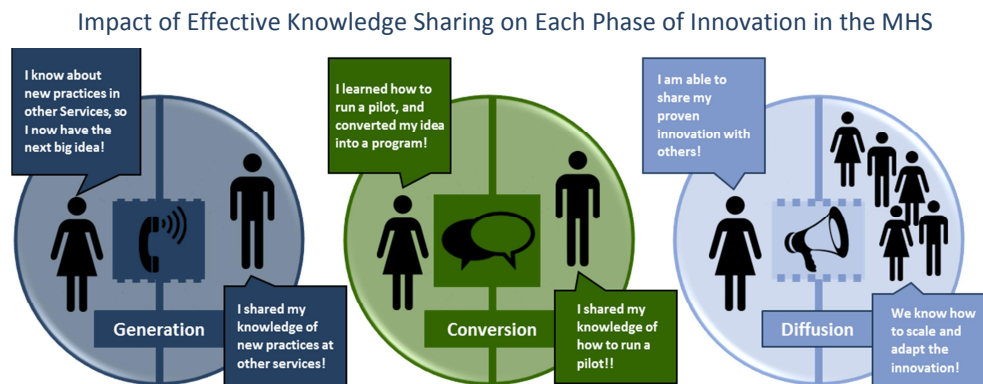 Impact of Effective Knowledge Sharing on Each Phase of Innovation in the MHS
I know about
new practices in
other Services, so
I now have the
next big idea!
Generation
I shared my
knowledge of
new practices at
other services!
I learned how to
run a pilot, and
converted my idea
into a program!
Conversion
I shared my
knowledge of
how to run a
pilot!!
I am able to
share my
proven
innovation with
others!
Diffusion
We know how
to scale and
adapt the
innovation!